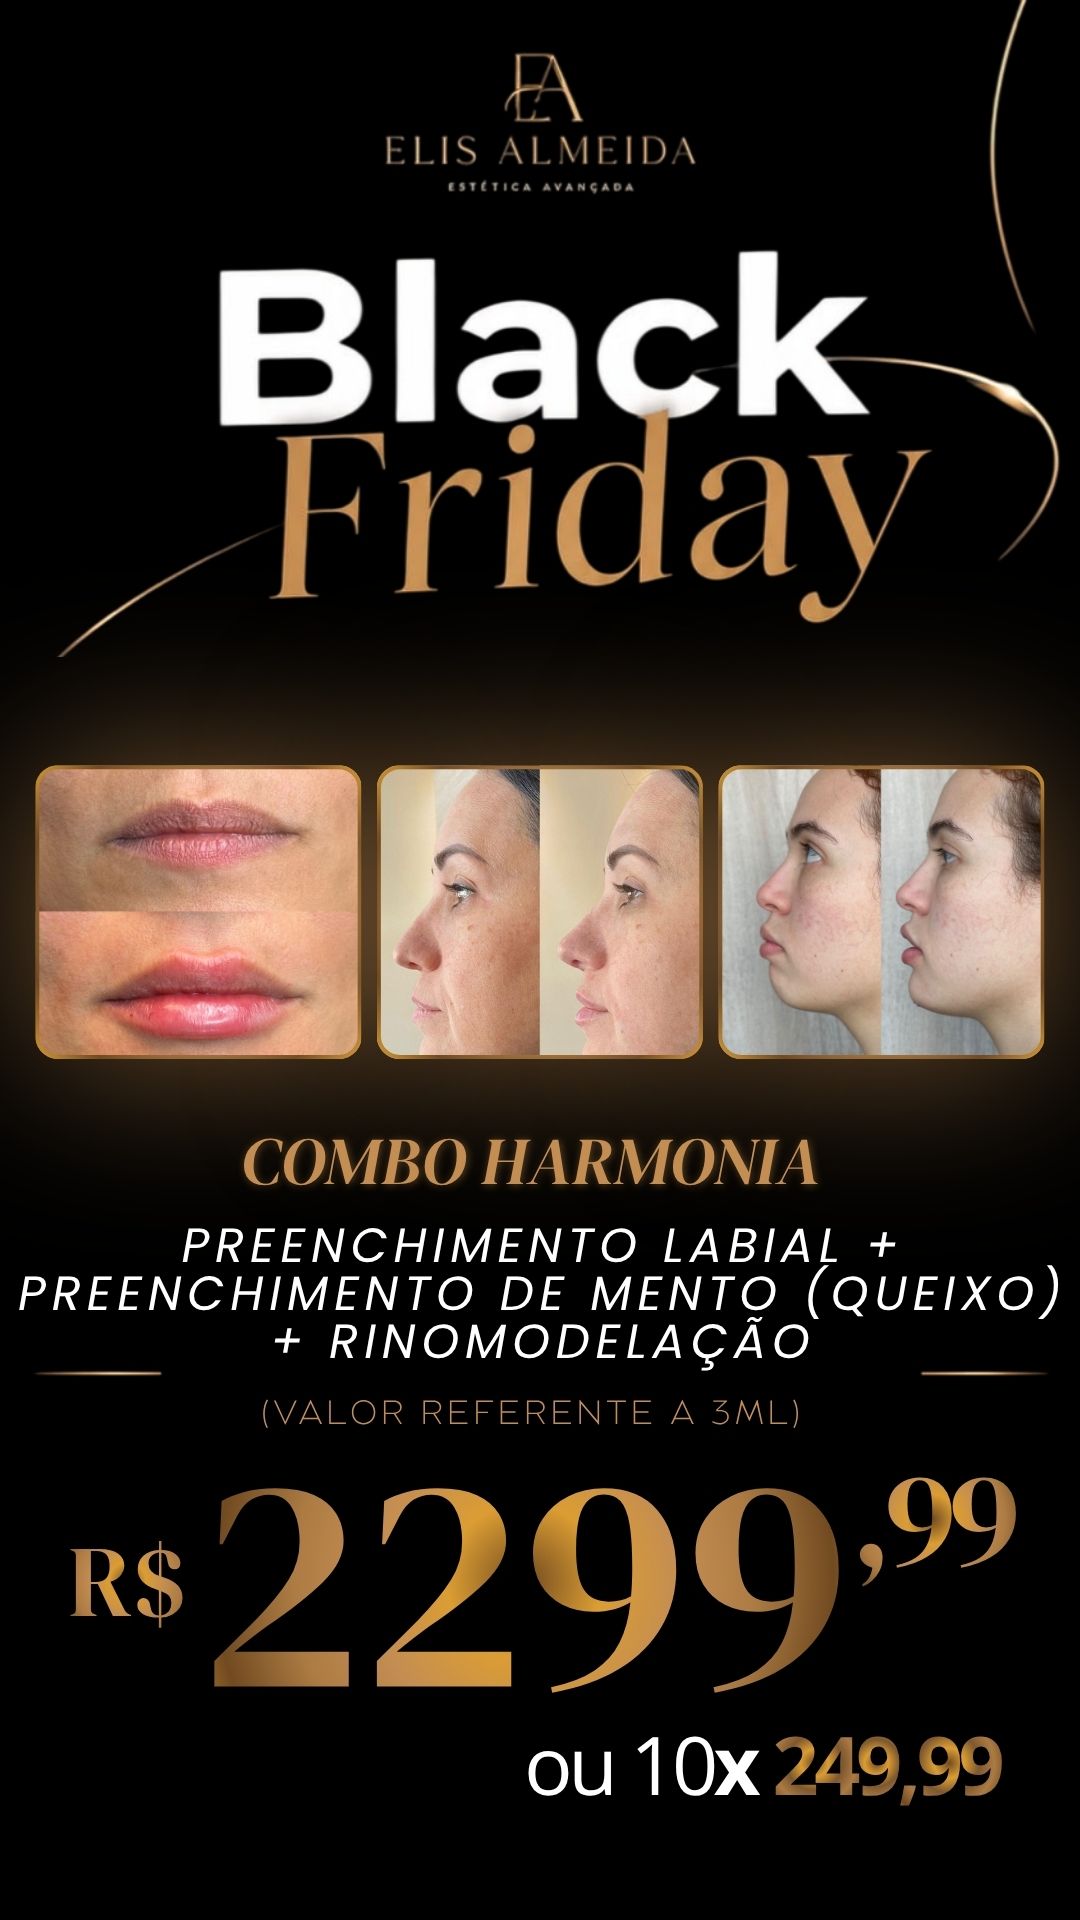 EA
ELIS ALMEIDA
ESTÉTICA AVANÇADA
Black
Friday
COMBO HARMONIA
PREENCHIMENTO LABIAL +
PREENCHIMENTO DE MENTO (QUEIXO)
+ RINOMODELAÇÃO
(VALOR REFERENTE A 3ML)
R$ 2299,99
ou 10x 249,99